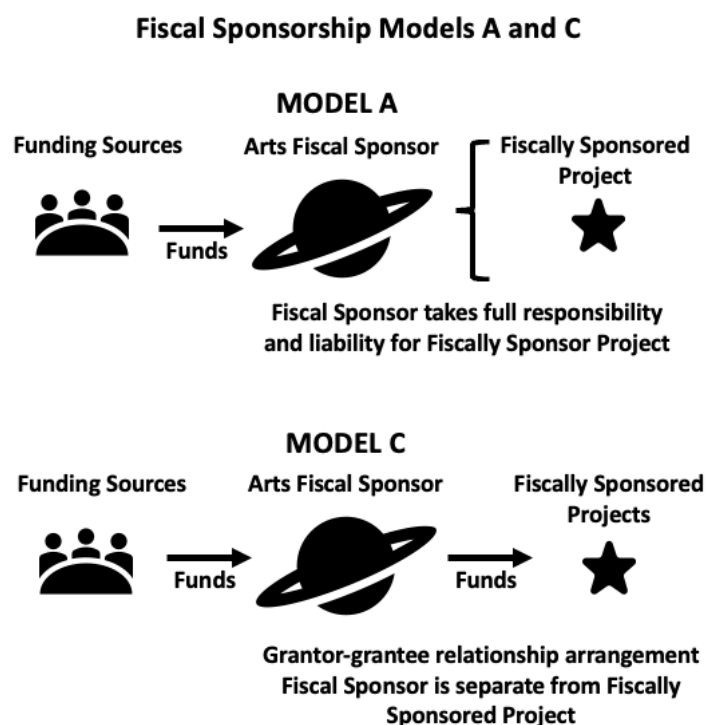 Fiscal Sponsorship Models A and C
MODEL A
Funding Sources
Arts Fiscal Sponsor
Fiscally Sponsored
Project
Funds
Fiscal Sponsor takes full responsibility
and liability for Fiscally Sponsor Project
MODEL C
Funding Sources
Arts Fiscal Sponsor
Fiscally Sponsored
Projects
Funds
Funds
Grantor-grantee relationship arrangement
Fiscal Sponsor is separate from Fiscally
Sponsored Project